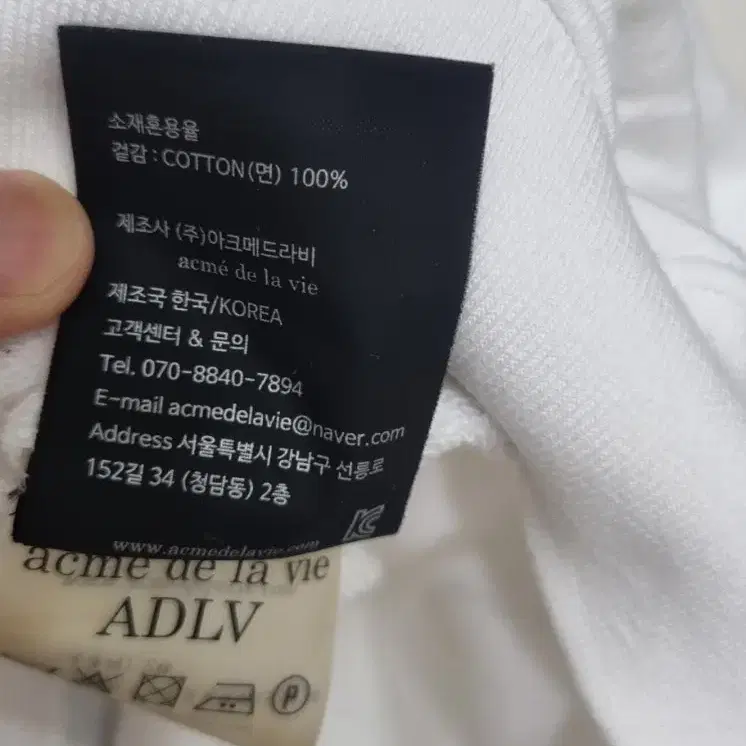 소재혼용율
겉감 : COTTON(면) 100%
제조사 (주)아크메드라비
acmé de la vie
제조국 한국/KOREA
고객센터 & 문의
Tel. 070-8840-7894
E-mail acmedelavie@naver.com
Address 서울특별시 강남구 선릉로
152길 34 (청담동) 2층
www.acmedelavie.com
acmé de la vie
ADLV
P